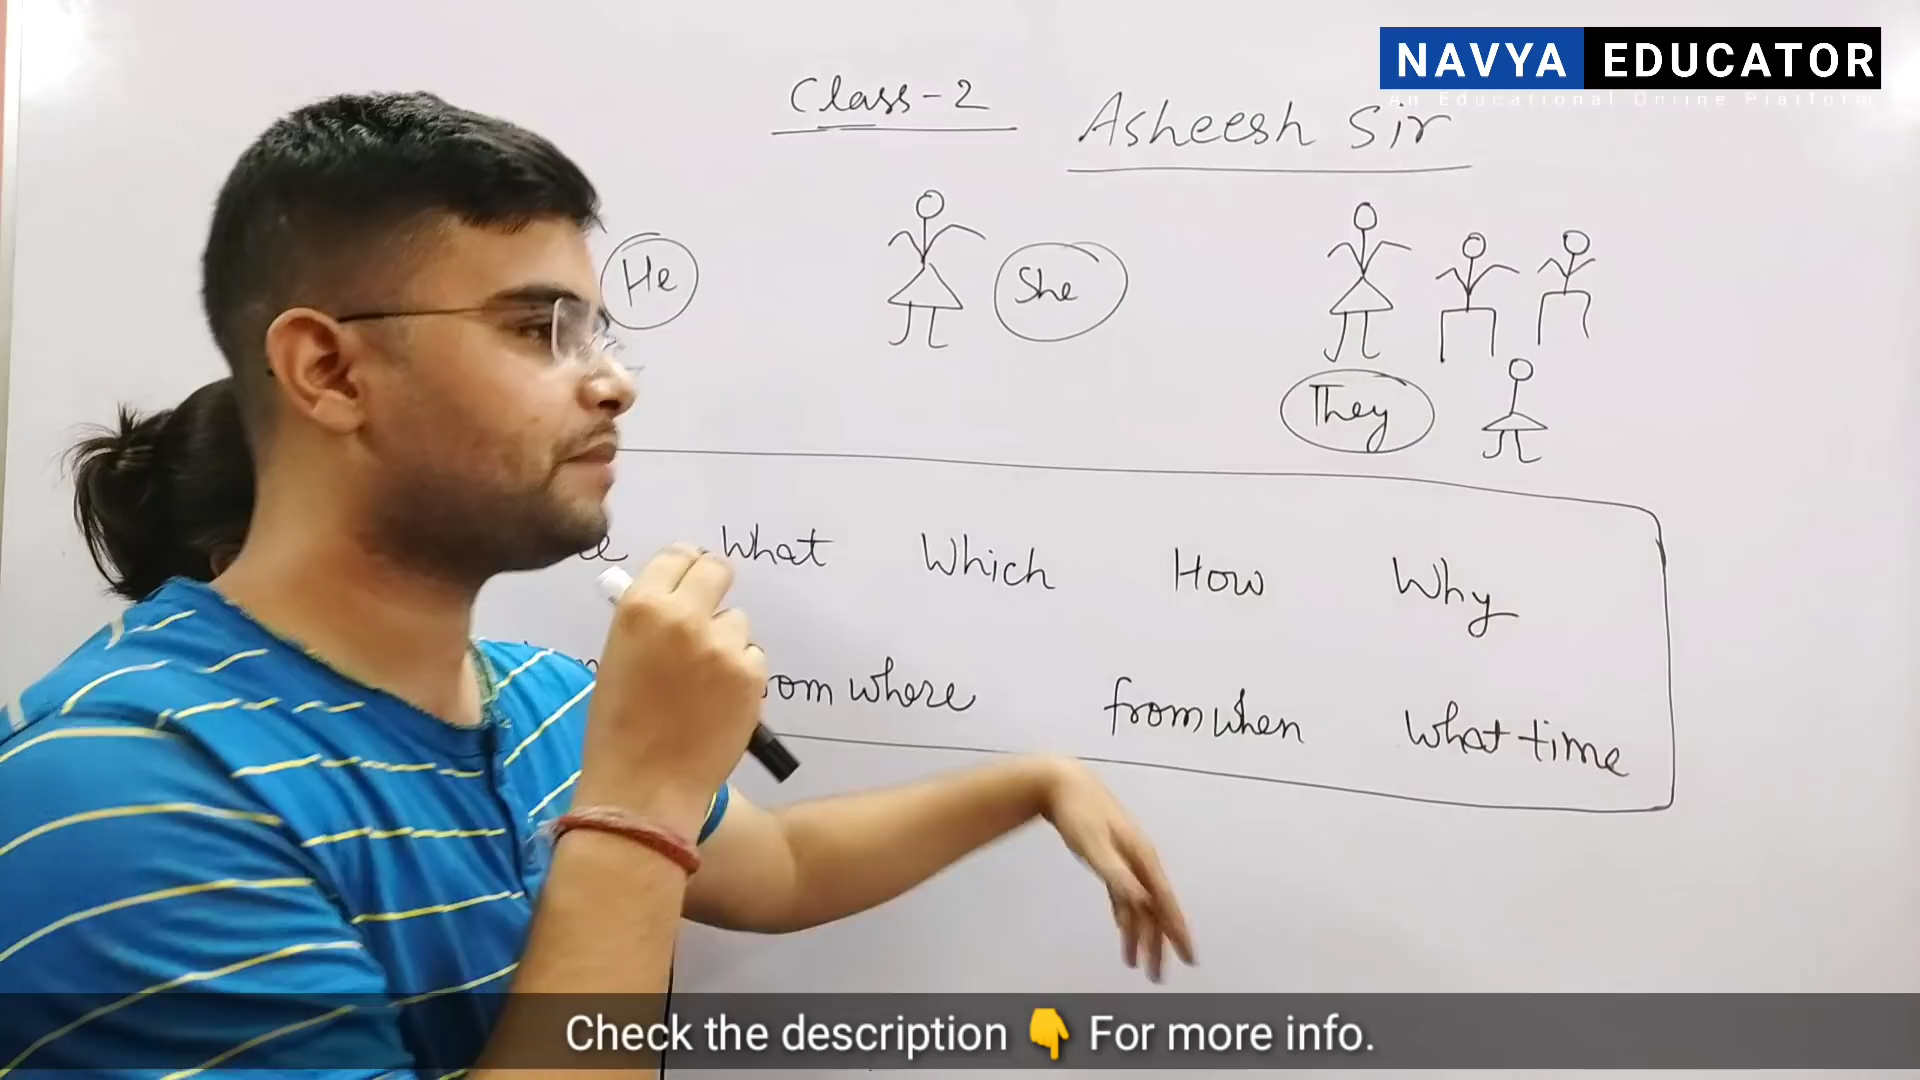 NAVYA EDUCATOR
An Educational Online Platform
Class-2
Asheesh Sir
He
She
They
What Which How Why
where from when What time
Check the description 👇 For more info.